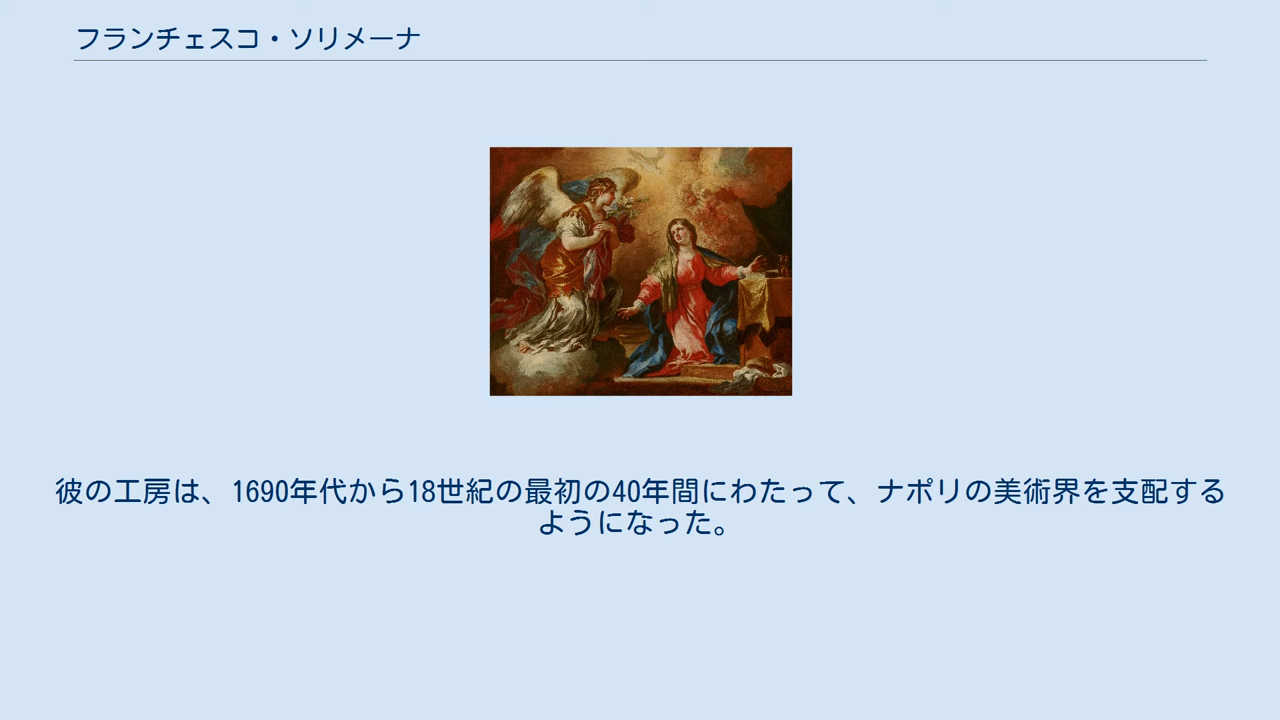 フランチェスコ・ソリメーナ
彼の工房は、1690年代から18世紀の最初の40年間にわたって、ナポリの美術界を支配する
ようになった。